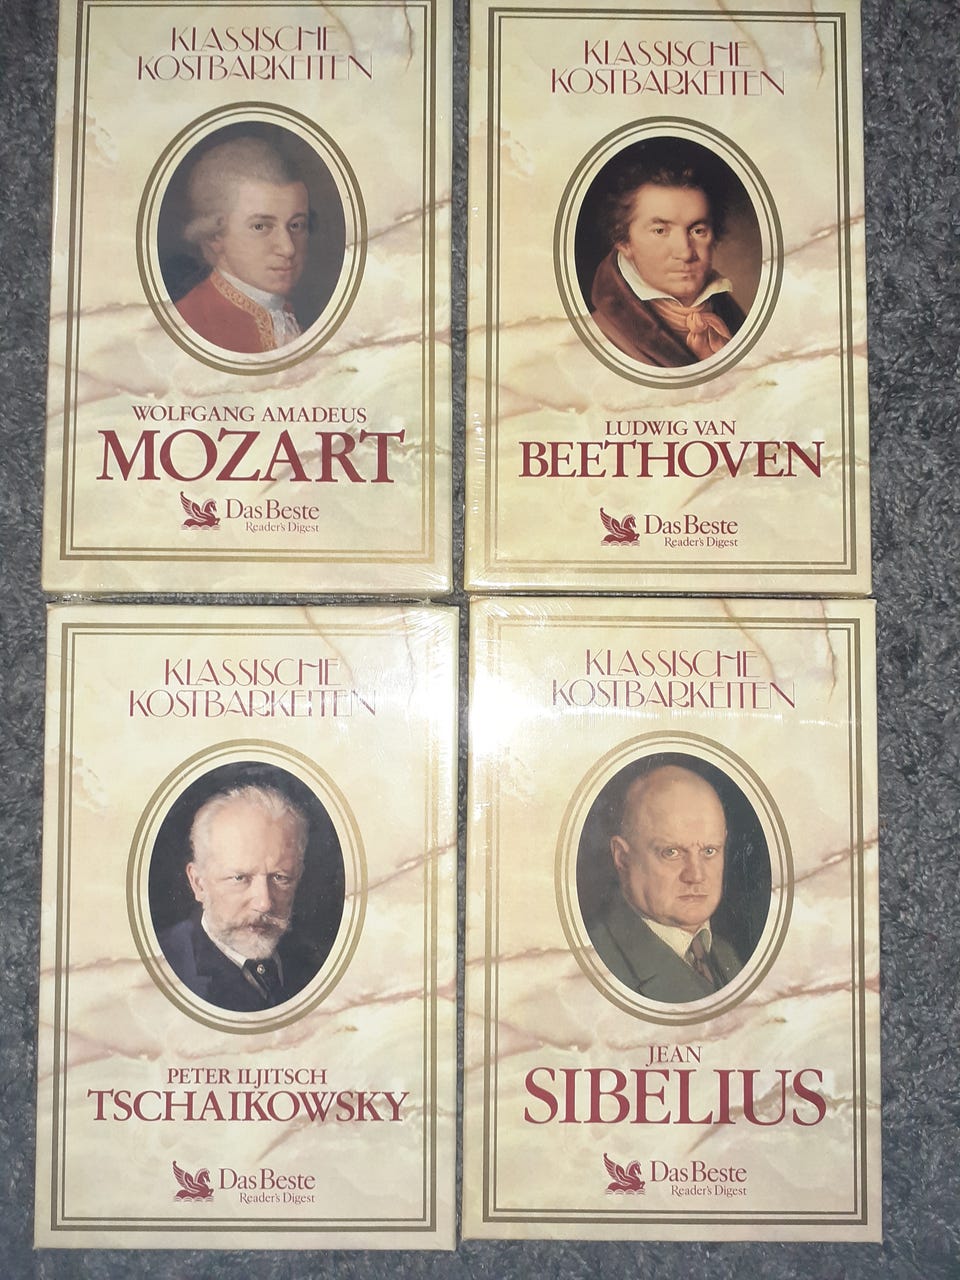 KLASSISCHE
KOSTBARKEITEN
WOLFGANG AMADEUS
MOZART
Das Beste
Reader's Digest
KLASSISCHE
KOSTBARKEITEN
LUDWIG VAN
BEETHOVEN
Das Beste
Reader's Digest
KLASSISCHE
KOSTBARKEITEN
PETER ILJITSCH
TSCHAIKOWSKY
Das Beste
Reader's Digest
KLASSISCHE
KOSTBARKEITEN
JEAN
SIBELIUS
Das Beste
Reader's Digest